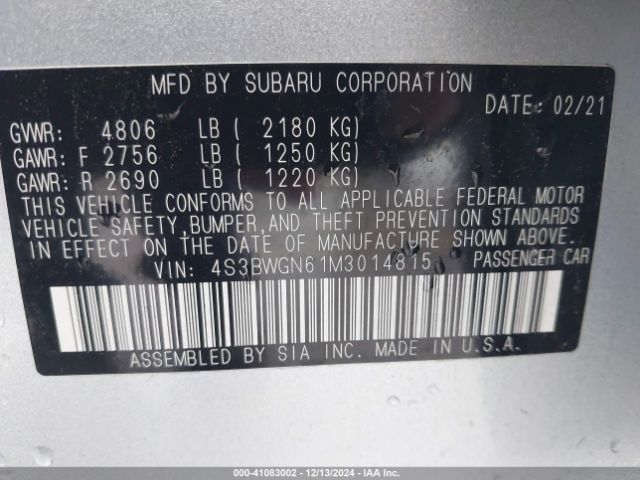 MFD BY SUBARU CORPORATION
DATE: 02/21
GVWR: 4806 LB ( 2180 KG)
GAWR: F 2756 LB ( 1250 KG)
GAWR: R 2690 LB ( 1220 KG)
THIS VEHICLE CONFORMS TO ALL APPLICABLE FEDERAL MOTOR
VEHICLE SAFETY,BUMPER,AND THEFT PREVENTION STANDARDS
IN EFFECT ON THE DATE OF MANUFACTURE SHOWN ABOVE.
VIN: 4S3BWGN61M3014815 PASSENGER CAR
ASSEMBLED BY SIA INC. MADE IN U.S.A.
000-41083002 - 12/13/2024 - IAA Inc.